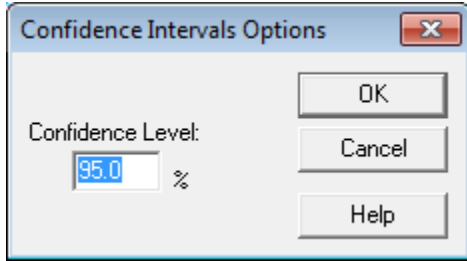 Confidence Intervals Options
OK
Confidence Level:
95.0 %
Cancel
Help